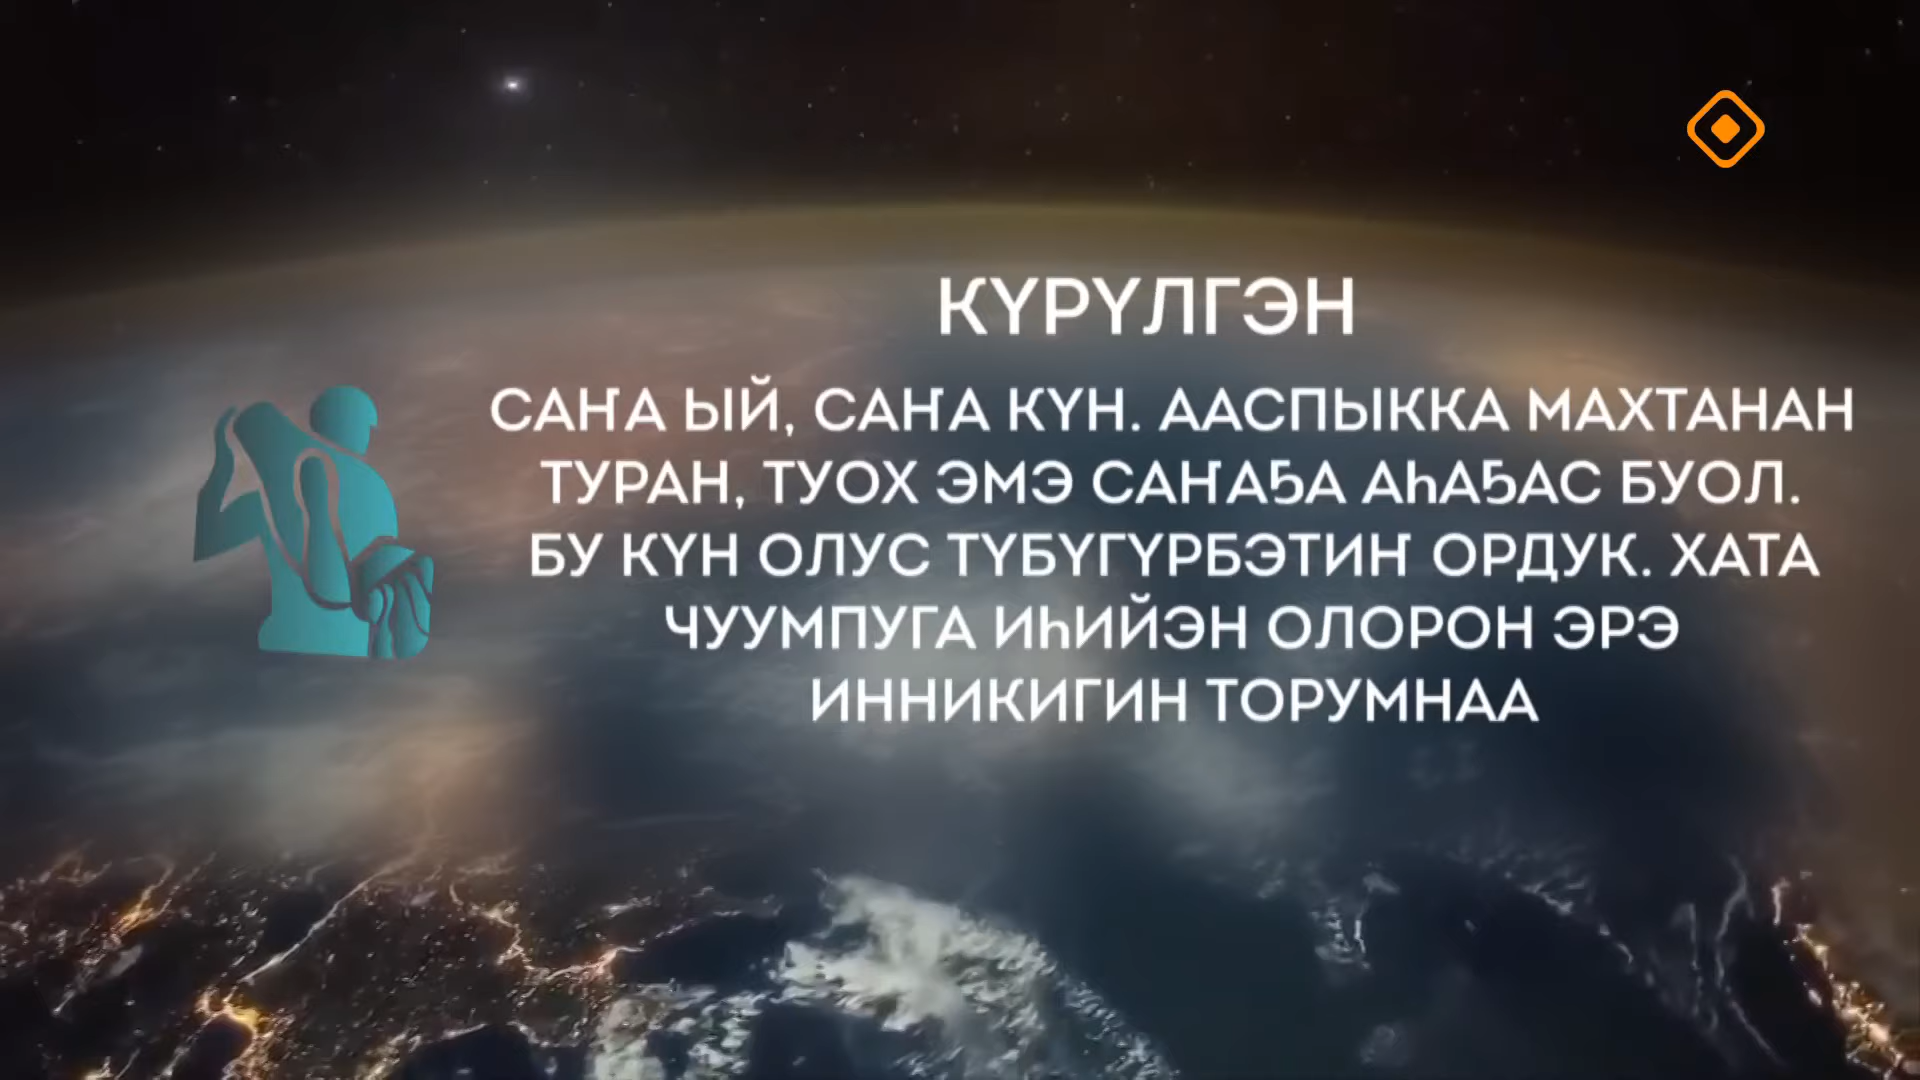 КҮРҮЛГЭН
САҤА ЫЙ, САҤА КҮН. ААСПЫККА МАХТАНАН
ТУРАН, ТУОХ ЭМЭ САҤАҔА АҺАҔАС БУОЛ.
БУ КҮН ОЛУС ТҮБҮГҮРБЭТИҤ ОРДУК. ХАТА
ЧУУМПУГА ИҺИЙЭН ОЛОРОН ЭРЭ
ИННИКИГИН ТОРУМНАА